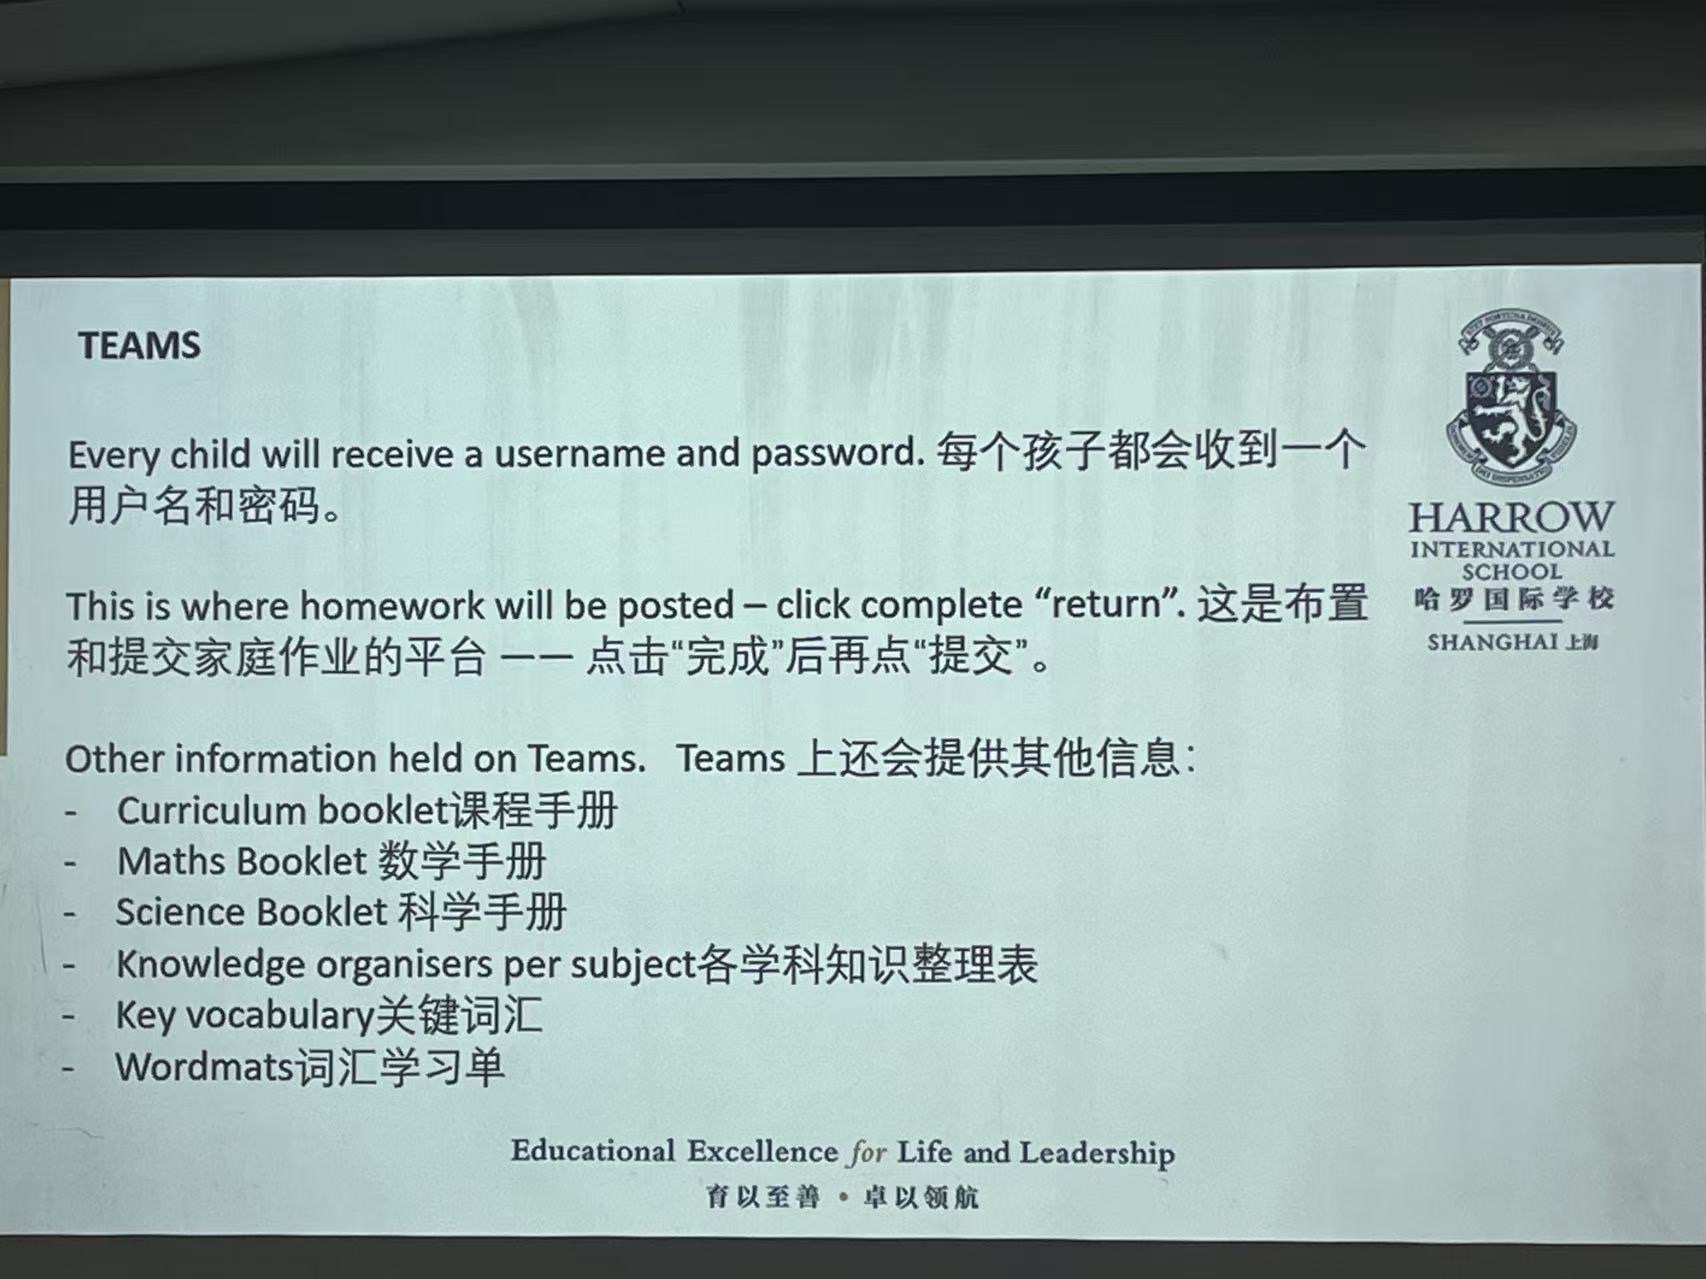 TEAMS
Every child will receive a username and password. 每个孩子都会收到一个
用户名和密码。
This is where homework will be posted – click complete “return”. 这是布置
和提交家庭作业的平台 —— 点击“完成”后再点“提交”。
Other information held on Teams.   Teams 上还会提供其他信息：
- Curriculum booklet课程手册
- Maths Booklet 数学手册
- Science Booklet 科学手册
- Knowledge organisers per subject各学科知识整理表
- Key vocabulary关键词汇
- Wordmats词汇学习单
HARROW
INTERNATIONAL
SCHOOL
哈罗国际学校
SHANGHAI 上海
Educational Excellence for Life and Leadership
育以至善 • 卓以领航